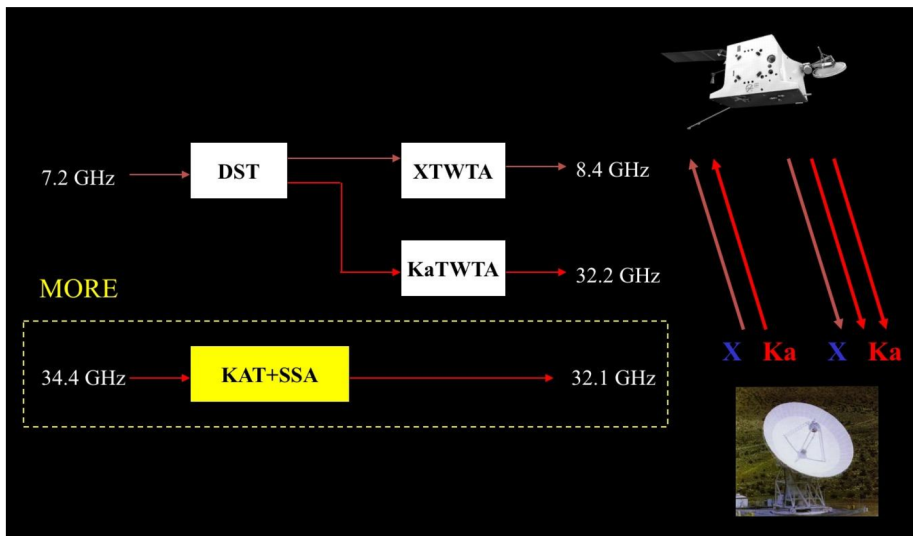 7.2 GHz
DST
XTWTA
8.4 GHz
KaTWTA
32.2 GHz
MORE
34.4 GHz
KAT+SSA
32.1 GHz
X Ka X Ka